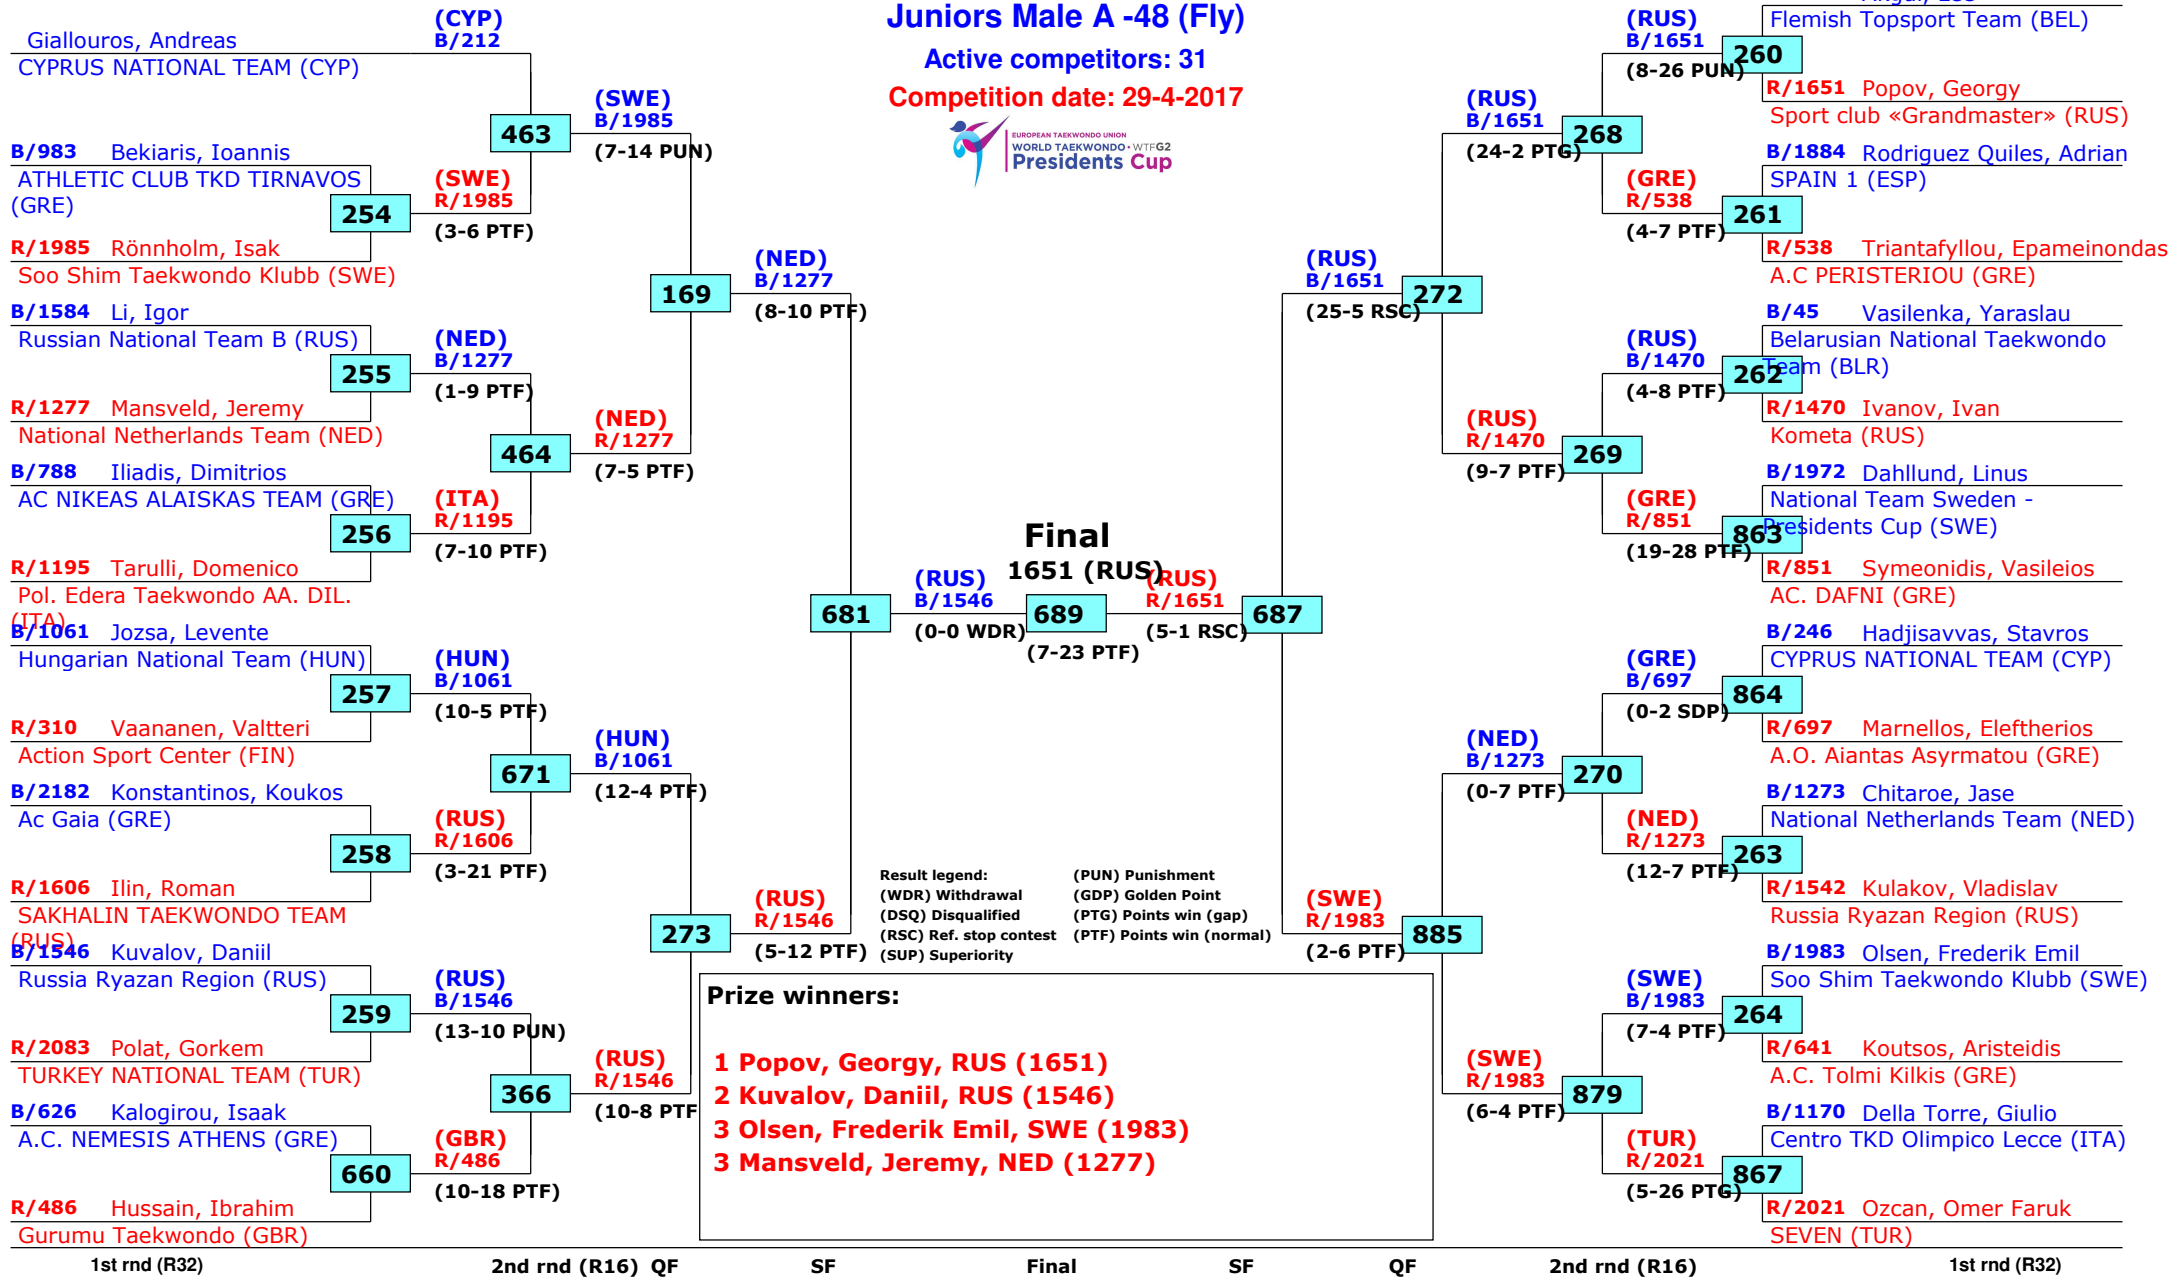 Juniors Male A -48 (Fly)
Active competitors: 31
Competition date: 29-4-2017
EUROPEAN TAEKWONDO UNION
WORLD TAEKWONDO • WTFG2
Presidents Cup
Giallouros, Andreas
CYPRUS NATIONAL TEAM (CYP)
B/983 Bekiaris, Ioannis
ATHLETIC CLUB TKD TIRNAVOS
(GRE)
254
R/1985 Rönnholm, Isak
Soo Shim Taekwondo Klubb (SWE)
B/1584 Li, Igor
Russian National Team B (RUS)
255
R/1277 Mansveld, Jeremy
National Netherlands Team (NED)
B/788 Iliadis, Dimitrios
AC NIKEAS ALAISKAS TEAM (GRE)
256
R/1195 Tarulli, Domenico
Pol. Edera Taekwondo AA. DIL.
(ITA)
B/1061 Jozsa, Levente
Hungarian National Team (HUN)
257
R/310 Vaananen, Valtteri
Action Sport Center (FIN)
B/2182 Konstantinos, Koukos
Ac Gaia (GRE)
258
R/1606 Ilin, Roman
SAKHALIN TAEKWONDO TEAM
(RUS)
B/1546 Kuvalov, Daniil
Russia Ryazan Region (RUS)
259
R/2083 Polat, Gorkem
TURKEY NATIONAL TEAM (TUR)
B/626 Kalogirou, Isaak
A.C. NEMESIS ATHENS (GRE)
660
R/486 Hussain, Ibrahim
Gurumu Taekwondo (GBR)
(CYP)
B/212
463
(SWE)
R/1985
(3-6 PTF)
(NED)
B/1277
(1-9 PTF)
464
(ITA)
R/1195
(7-10 PTF)
(HUN)
B/1061
(10-5 PTF)
671
(RUS)
R/1606
(3-21 PTF)
(RUS)
B/1546
(13-10 PUN)
366
(GBR)
R/486
(10-18 PTF)
(SWE)
B/1985
(7-14 PUN)
169
(NED)
R/1277
(7-5 PTF)
(HUN)
B/1061
(12-4 PTF)
273
(RUS)
R/1546
(10-8 PTF
(NED)
B/1277
(8-10 PTF)
681
(RUS)
R/1546
(5-12 PTF)
(RUS)
B/1546
(0-0 WDR)
Final
1651 (RUS)
689
(7-23 PTF)
(RUS)
R/1651
(5-1 RSC)
687
(RUS)
B/1651
(25-5 RSC)
272
(SWE)
R/1983
(2-6 PTF)
885
(RUS)
B/1651
(24-2 PTG)
268
(RUS)
R/1470
(9-7 PTF)
269
(NED)
B/1273
(0-7 PTF)
270
(SWE)
R/1983
(6-4 PTF)
879
(RUS)
B/1651
(8-26 PUN)
260
(GRE)
R/538
(4-7 PTF)
261
(RUS)
B/1470
(4-8 PTF)
262
(GRE)
R/851
(19-28 PTF)
863
(GRE)
B/697
(0-2 SDP)
864
(NED)
R/1273
(12-7 PTF)
263
(SWE)
B/1983
(7-4 PTF)
264
(TUR)
R/2021
(5-26 PTG)
867
Flemish Topsport Team (BEL)
R/1651 Popov, Georgy
Sport club «Grandmaster» (RUS)
B/1884 Rodriguez Quiles, Adrian
SPAIN 1 (ESP)
R/538 Triantafyllou, Epameinondas
A.C PERISTERIOU (GRE)
B/45 Vasilenka, Yaraslau
Belarusian National Taekwondo
Team (BLR)
R/1470 Ivanov, Ivan
Kometa (RUS)
B/1972 Dahllund, Linus
National Team Sweden -
Presidents Cup (SWE)
R/851 Symeonidis, Vasileios
AC. DAFNI (GRE)
B/246 Hadjisavvas, Stavros
CYPRUS NATIONAL TEAM (CYP)
R/697 Marnellos, Eleftherios
A.O. Aiantas Asyrmatou (GRE)
B/1273 Chitaroe, Jase
National Netherlands Team (NED)
R/1542 Kulakov, Vladislav
Russia Ryazan Region (RUS)
B/1983 Olsen, Frederik Emil
Soo Shim Taekwondo Klubb (SWE)
R/641 Koutsos, Aristeidis
A.C. Tolmi Kilkis (GRE)
B/1170 Della Torre, Giulio
Centro TKD Olimpico Lecce (ITA)
R/2021 Ozcan, Omer Faruk
SEVEN (TUR)
Result legend: (PUN) Punishment
(WDR) Withdrawal (GDP) Golden Point
(DSQ) Disqualified (PTG) Points win (gap)
(RSC) Ref. stop contest (PTF) Points win (normal)
(SUP) Superiority
Prize winners:
1 Popov, Georgy, RUS (1651)
2 Kuvalov, Daniil, RUS (1546)
3 Olsen, Frederik Emil, SWE (1983)
3 Mansveld, Jeremy, NED (1277)
1st rnd (R32) 2nd rnd (R16) QF SF Final SF QF 2nd rnd (R16) 1st rnd (R32)